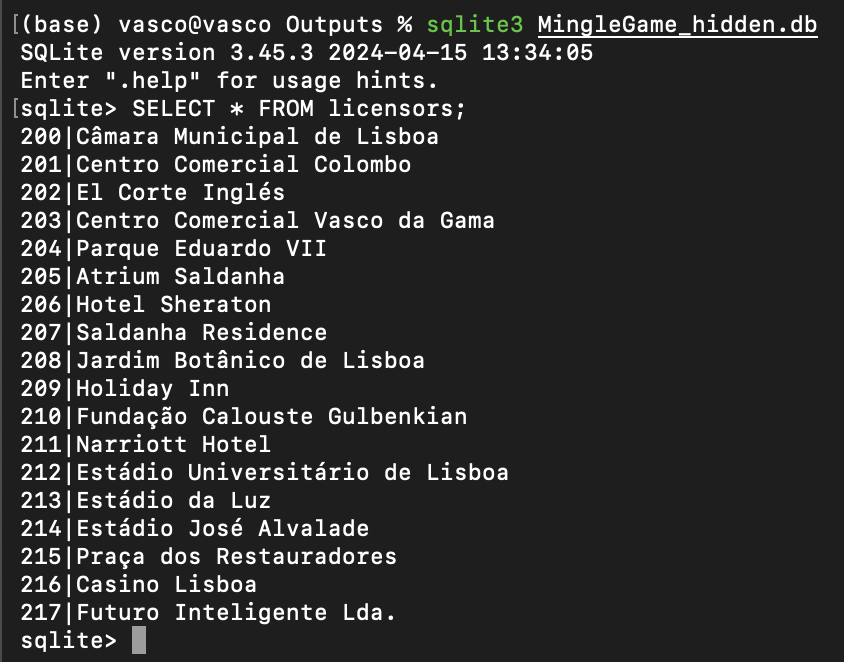 [(base) vasco@vasco Outputs % sqlite3 MingleGame_hidden.db
SQLite version 3.45.3 2024-04-15 13:34:05
Enter ".help" for usage hints.
[sqlite> SELECT * FROM licensors;
200|Câmara Municipal de Lisboa
201|Centro Comercial Colombo
202|El Corte Inglés
203|Centro Comercial Vasco da Gama
204|Parque Eduardo VII
205|Atrium Saldanha
206|Hotel Sheraton
207|Saldanha Residence
208|Jardim Botânico de Lisboa
209|Holiday Inn
210|Fundação Calouste Gulbenkian
211|Narriott Hotel
212|Estádio Universitário de Lisboa
213|Estádio da Luz
214|Estádio José Alvalade
215|Praça dos Restauradores
216|Casino Lisboa
217|Futuro Inteligente Lda.
sqlite>